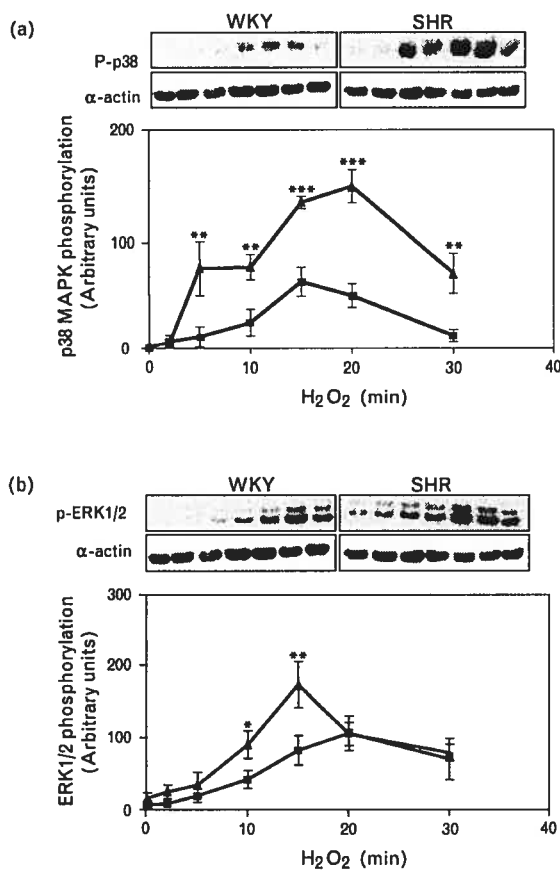 (a)
WKY SHR
P-p38
α-actin
p38 MAPK phosphorylation
(Arbitrary units)
200
100
0
** ** *** *** **
0 10 20 30 40
H₂O₂ (min)
(b)
WKY SHR
p-ERK1/2
α-actin
ERK1/2 phosphorylation
(Arbitrary units)
300
200
100
0
* **
0 10 20 30 40
H₂O₂ (min)